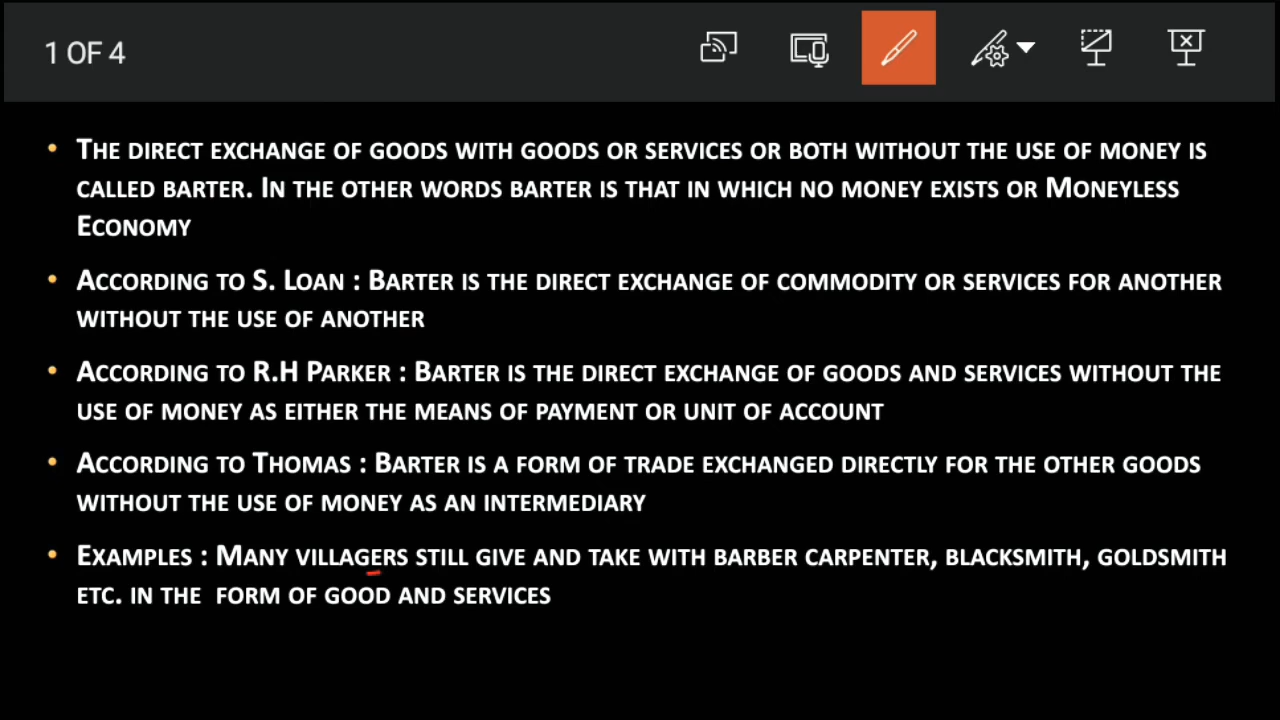 1 OF 4
• THE DIRECT EXCHANGE OF GOODS WITH GOODS OR SERVICES OR BOTH WITHOUT THE USE OF MONEY IS
CALLED BARTER. IN THE OTHER WORDS BARTER IS THAT IN WHICH NO MONEY EXISTS OR MONEYLESS
ECONOMY
• ACCORDING TO S. LOAN : BARTER IS THE DIRECT EXCHANGE OF COMMODITY OR SERVICES FOR ANOTHER
WITHOUT THE USE OF ANOTHER
• ACCORDING TO R.H PARKER : BARTER IS THE DIRECT EXCHANGE OF GOODS AND SERVICES WITHOUT THE
USE OF MONEY AS EITHER THE MEANS OF PAYMENT OR UNIT OF ACCOUNT
• ACCORDING TO THOMAS : BARTER IS A FORM OF TRADE EXCHANGED DIRECTLY FOR THE OTHER GOODS
WITHOUT THE USE OF MONEY AS AN INTERMEDIARY
• EXAMPLES : MANY VILLAGERS STILL GIVE AND TAKE WITH BARBER CARPENTER, BLACKSMITH, GOLDSMITH
ETC. IN THE FORM OF GOOD AND SERVICES